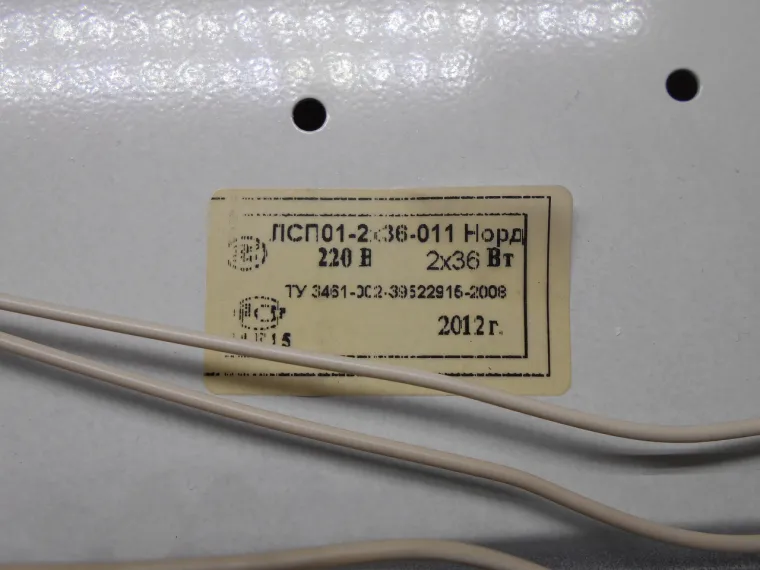 ЛСП01-2х36-011 Норд
220 В 2х36 Вт
ТУ 3461-002-39522915-2008
2012 г.